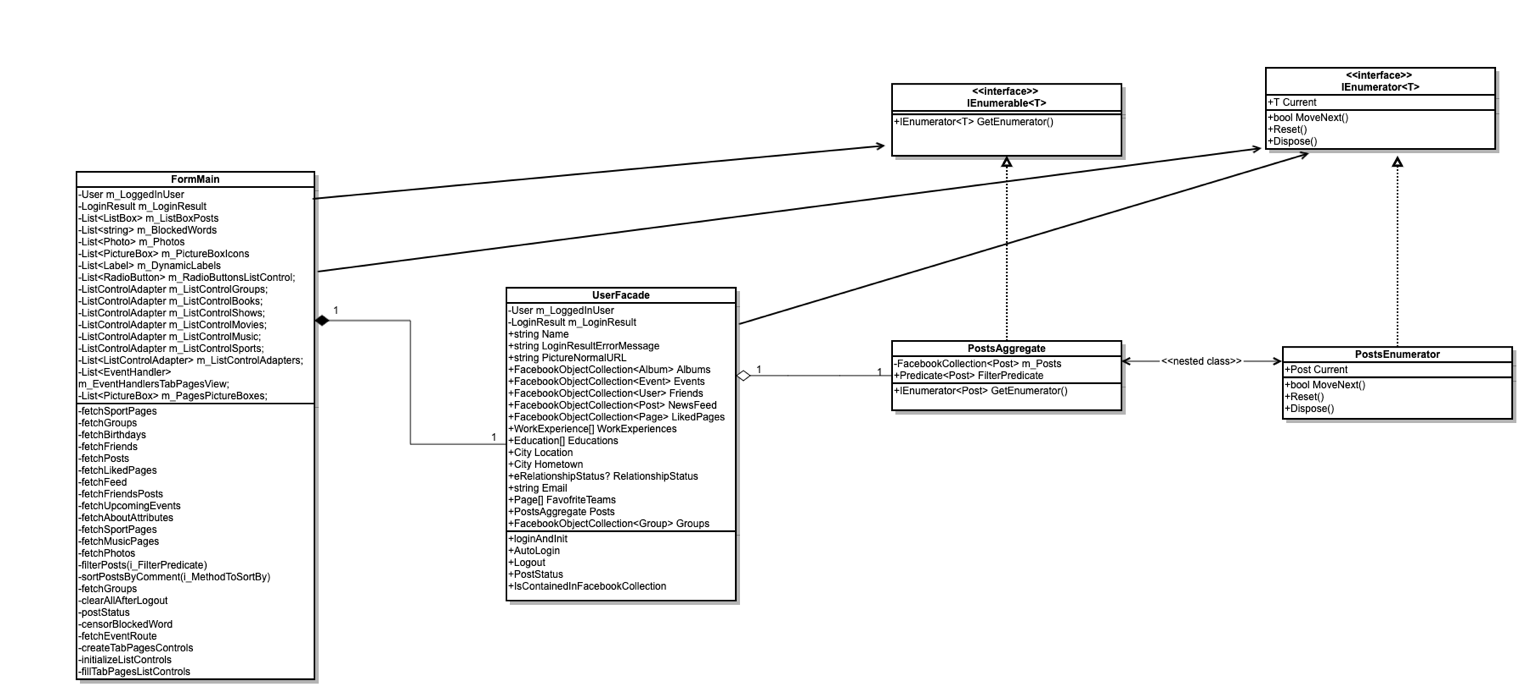 <<interface>>
IEnumerable<T>
+IEnumerator<T> GetEnumerator()
<<interface>>
IEnumerator<T>
+T Current
+bool MoveNext()
+Reset()
+Dispose()
FormMain
-User m_LoggedInUser
-LoginResult m_LoginResult
-List<ListBox> m_ListBoxPosts
-List<string> m_BlockedWords
-List<Photo> m_Photos
-List<PictureBox> m_PictureBoxIcons
-List<Label> m_DynamicLabels
-List<RadioButton> m_RadioButtonsListControl;
-ListControlAdapter m_ListControlGroups;
-ListControlAdapter m_ListControlBooks;
-ListControlAdapter m_ListControlShows;
-ListControlAdapter m_ListControlMovies;
-ListControlAdapter m_ListControlMusic;
-ListControlAdapter m_ListControlSports;
-List<ListControlAdapter> m_ListControlAdapters;
-List<EventHandler>
m_EventHandlersTabPagesView;
-List<PictureBox> m_PagesPictureBoxes;
-fetchSportPages
-fetchGroups
-fetchBirthdays
-fetchFriends
-fetchPosts
-fetchLikedPages
-fetchFeed
-fetchFriendsPosts
-fetchUpcomingEvents
-fetchAboutAttributes
-fetchSportPages
-fetchMusicPages
-fetchPhotos
-filterPosts(i_FilterPredicate)
-sortPostsByComment(i_MethodToSortBy)
-fetchGroups
-clearAllAfterLogout
-postStatus
-censorBlockedWord
-fetchEventRoute
-createTabPagesControls
-initializeListControls
-fillTabPagesListControls
1
1
UserFacade
-User m_LoggedInUser
-LoginResult m_LoginResult
+string Name
+string LoginResultErrorMessage
+string PictureNormalURL
+FacebookObjectCollection<Album> Albums
+FacebookObjectCollection<Event> Events
+FacebookObjectCollection<User> Friends
+FacebookObjectCollection<Post> NewsFeed
+FacebookObjectCollection<Page> LikedPages
+WorkExperience[] WorkExperiences
+Education[] Educations
+City Location
+City Hometown
+eRelationshipStatus? RelationshipStatus
+string Email
+Page[] FavofriteTeams
+PostsAggregate Posts
+FacebookObjectCollection<Group> Groups
+loginAndInit
+AutoLogin
+Logout
+PostStatus
+IsContainedInFacebookCollection
1
1
PostsAggregate
-FacebookCollection<Post> m_Posts
+Predicate<Post> FilterPredicate
+IEnumerator<Post> GetEnumerator()
<<nested class>>
PostsEnumerator
+Post Current
+bool MoveNext()
+Reset()
+Dispose()